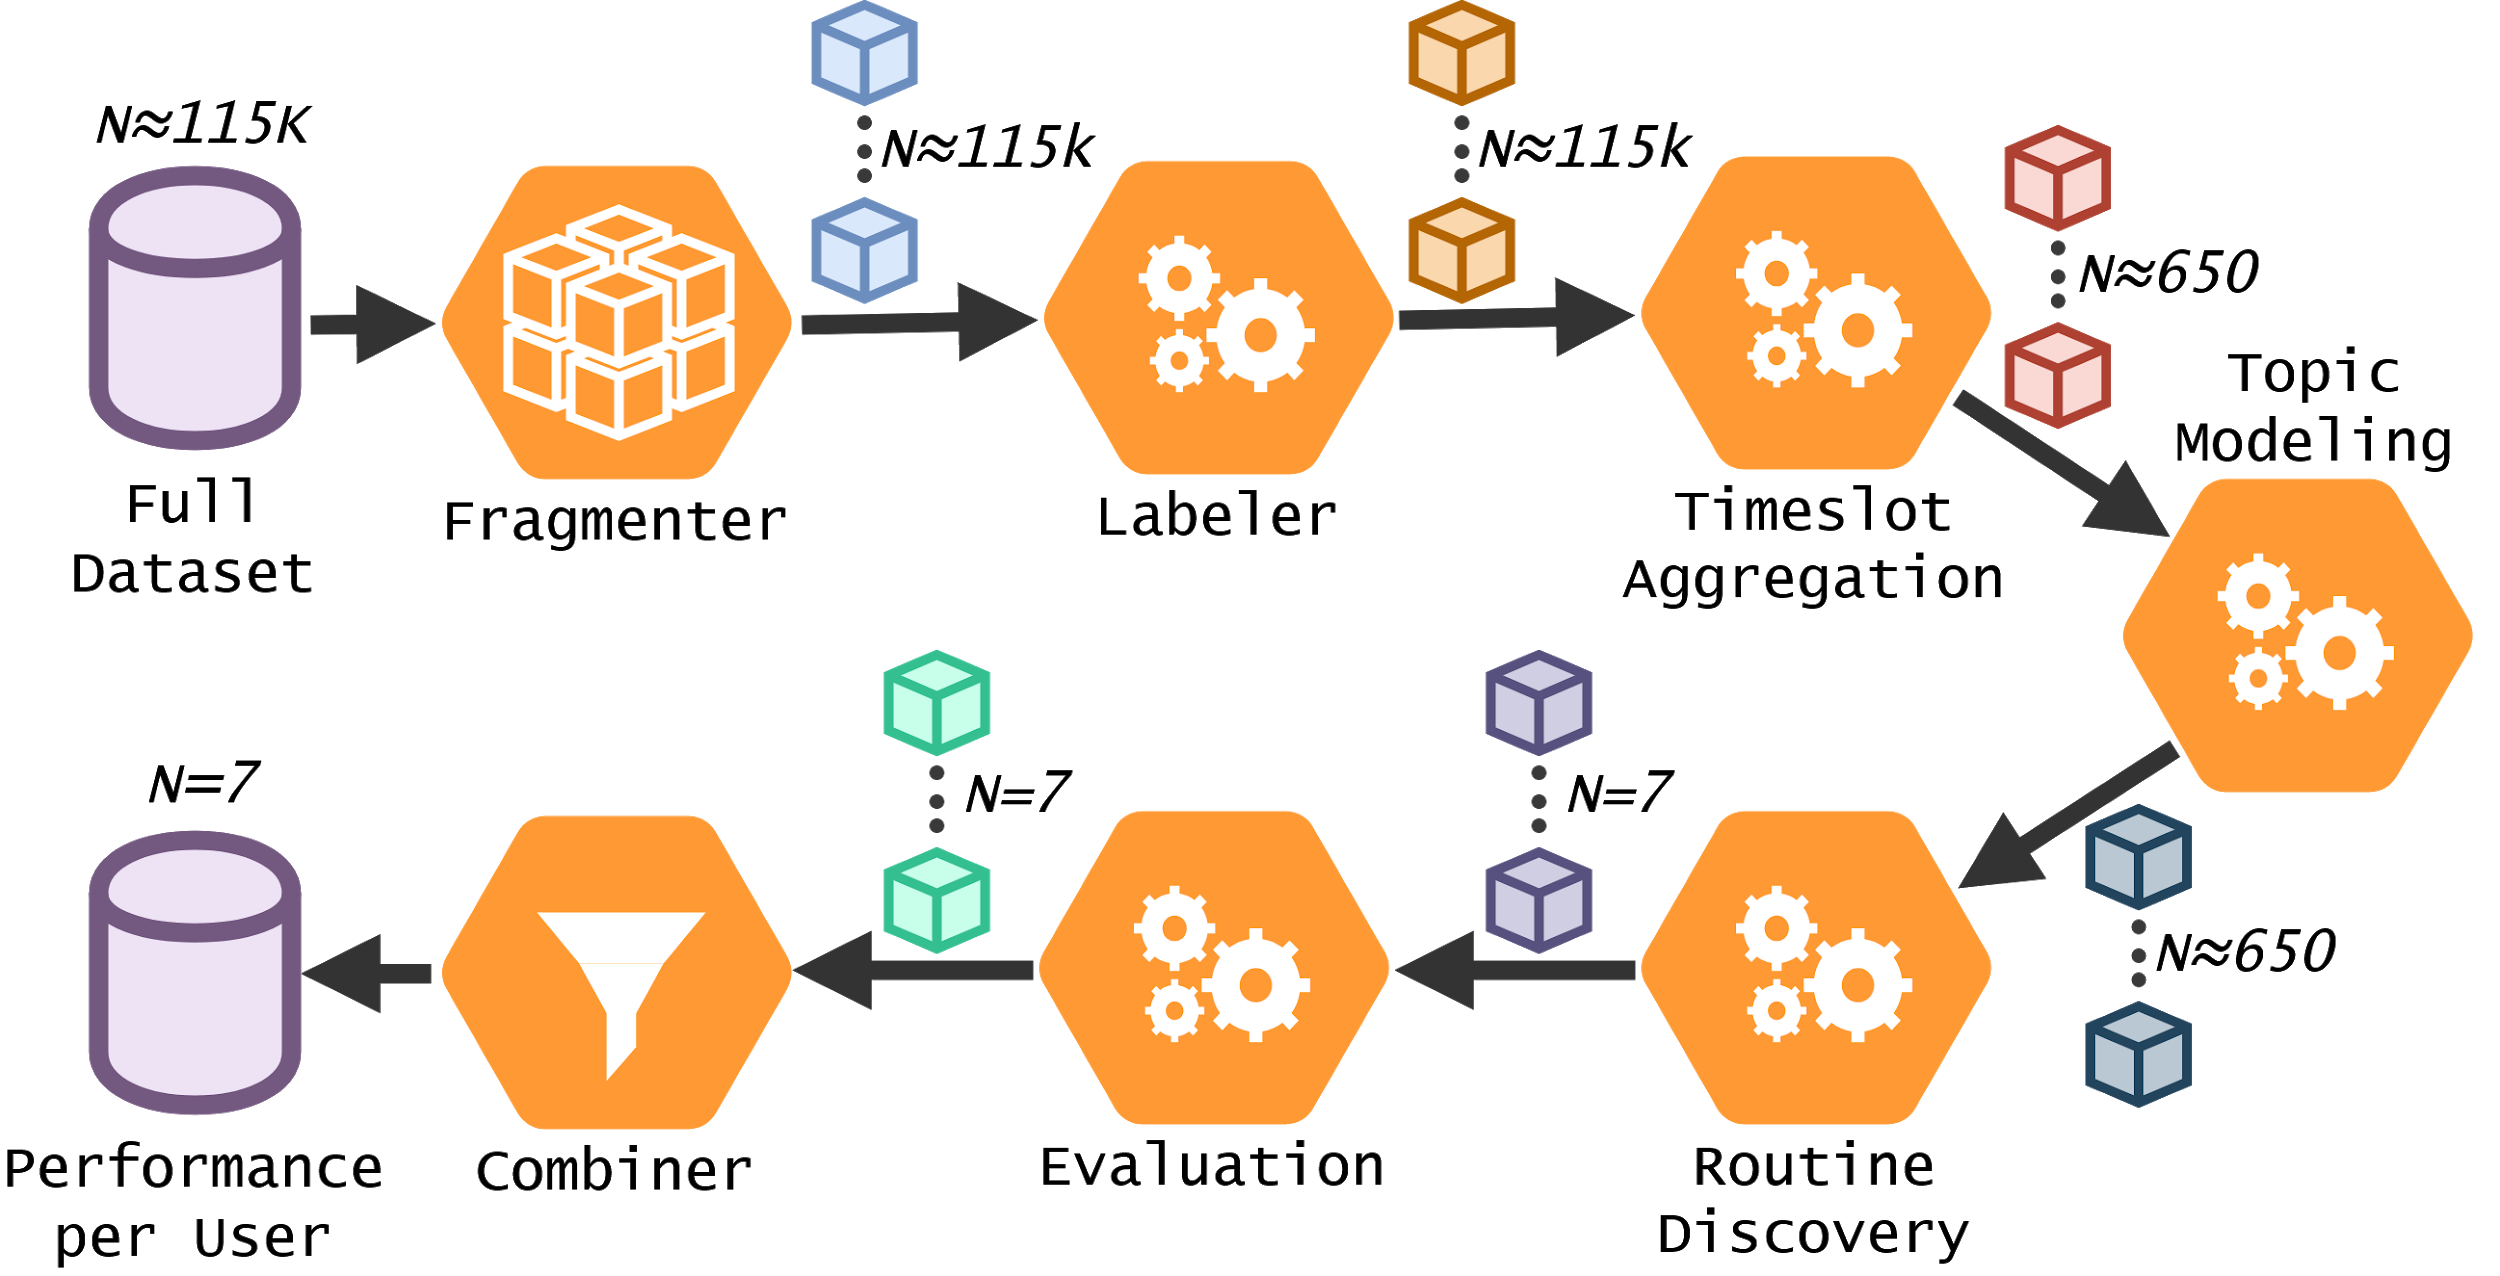 N≈115K
Full
Dataset
Fragmenter
N≈115k
Labeler
N≈115k
Timeslot
Aggregation
N≈650
Topic
Modeling
N≈650
Routine
Discovery
N=7
Evaluation
N=7
Combiner
N=7
Performance
per User